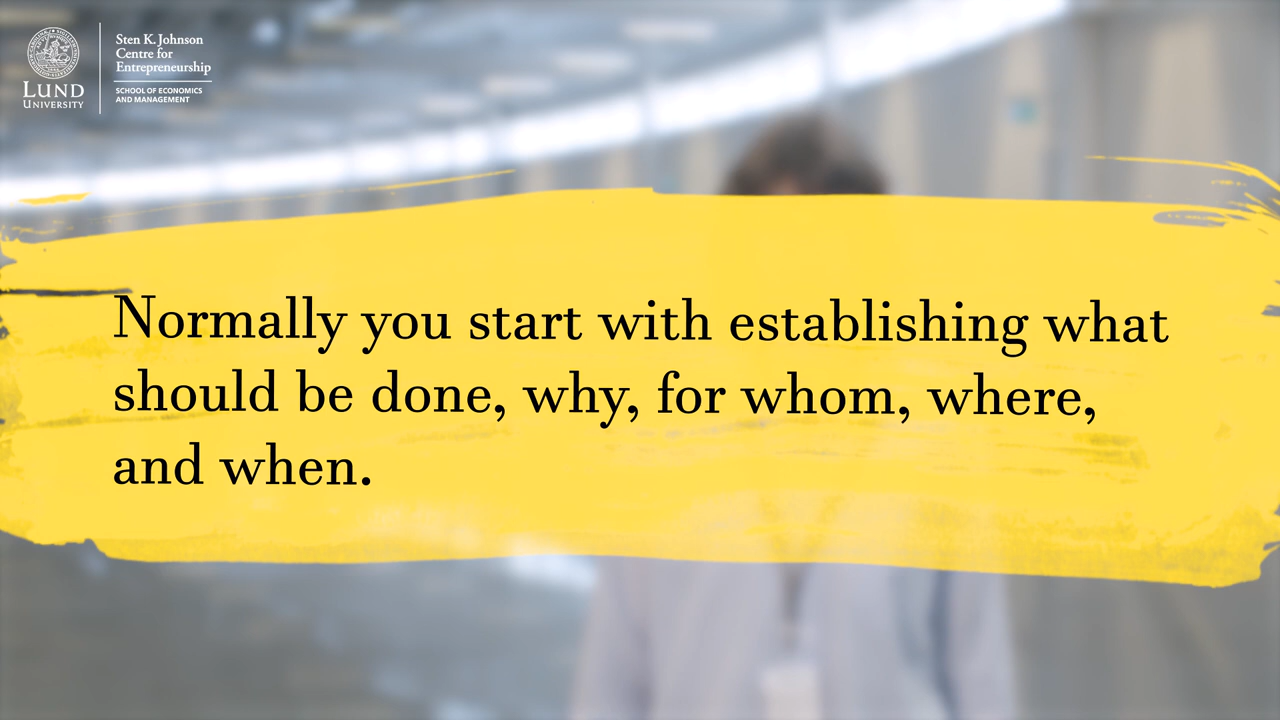 LUND
UNIVERSITY
Sten K. Johnson
Centre for
Entrepreneurship
SCHOOL OF ECONOMICS
AND MANAGEMENT
Normally you start with establishing what
should be done, why, for whom, where,
and when.